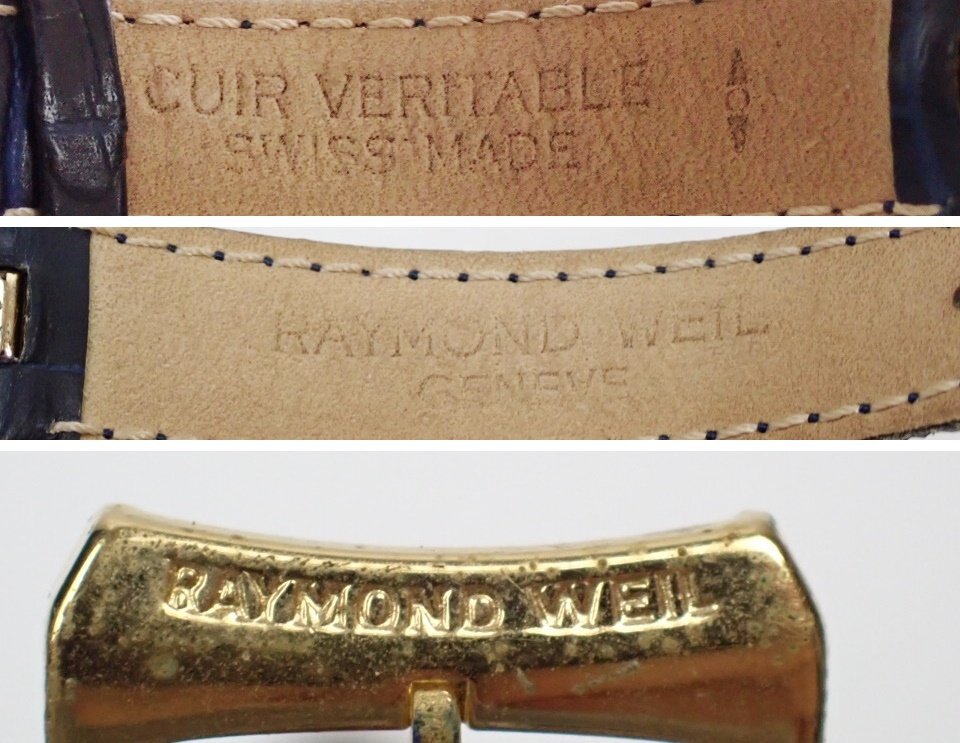 CUIR VERITABLE
SWISS MADE
RAYMOND WEIL
GENEVE
RAYMOND WEIL